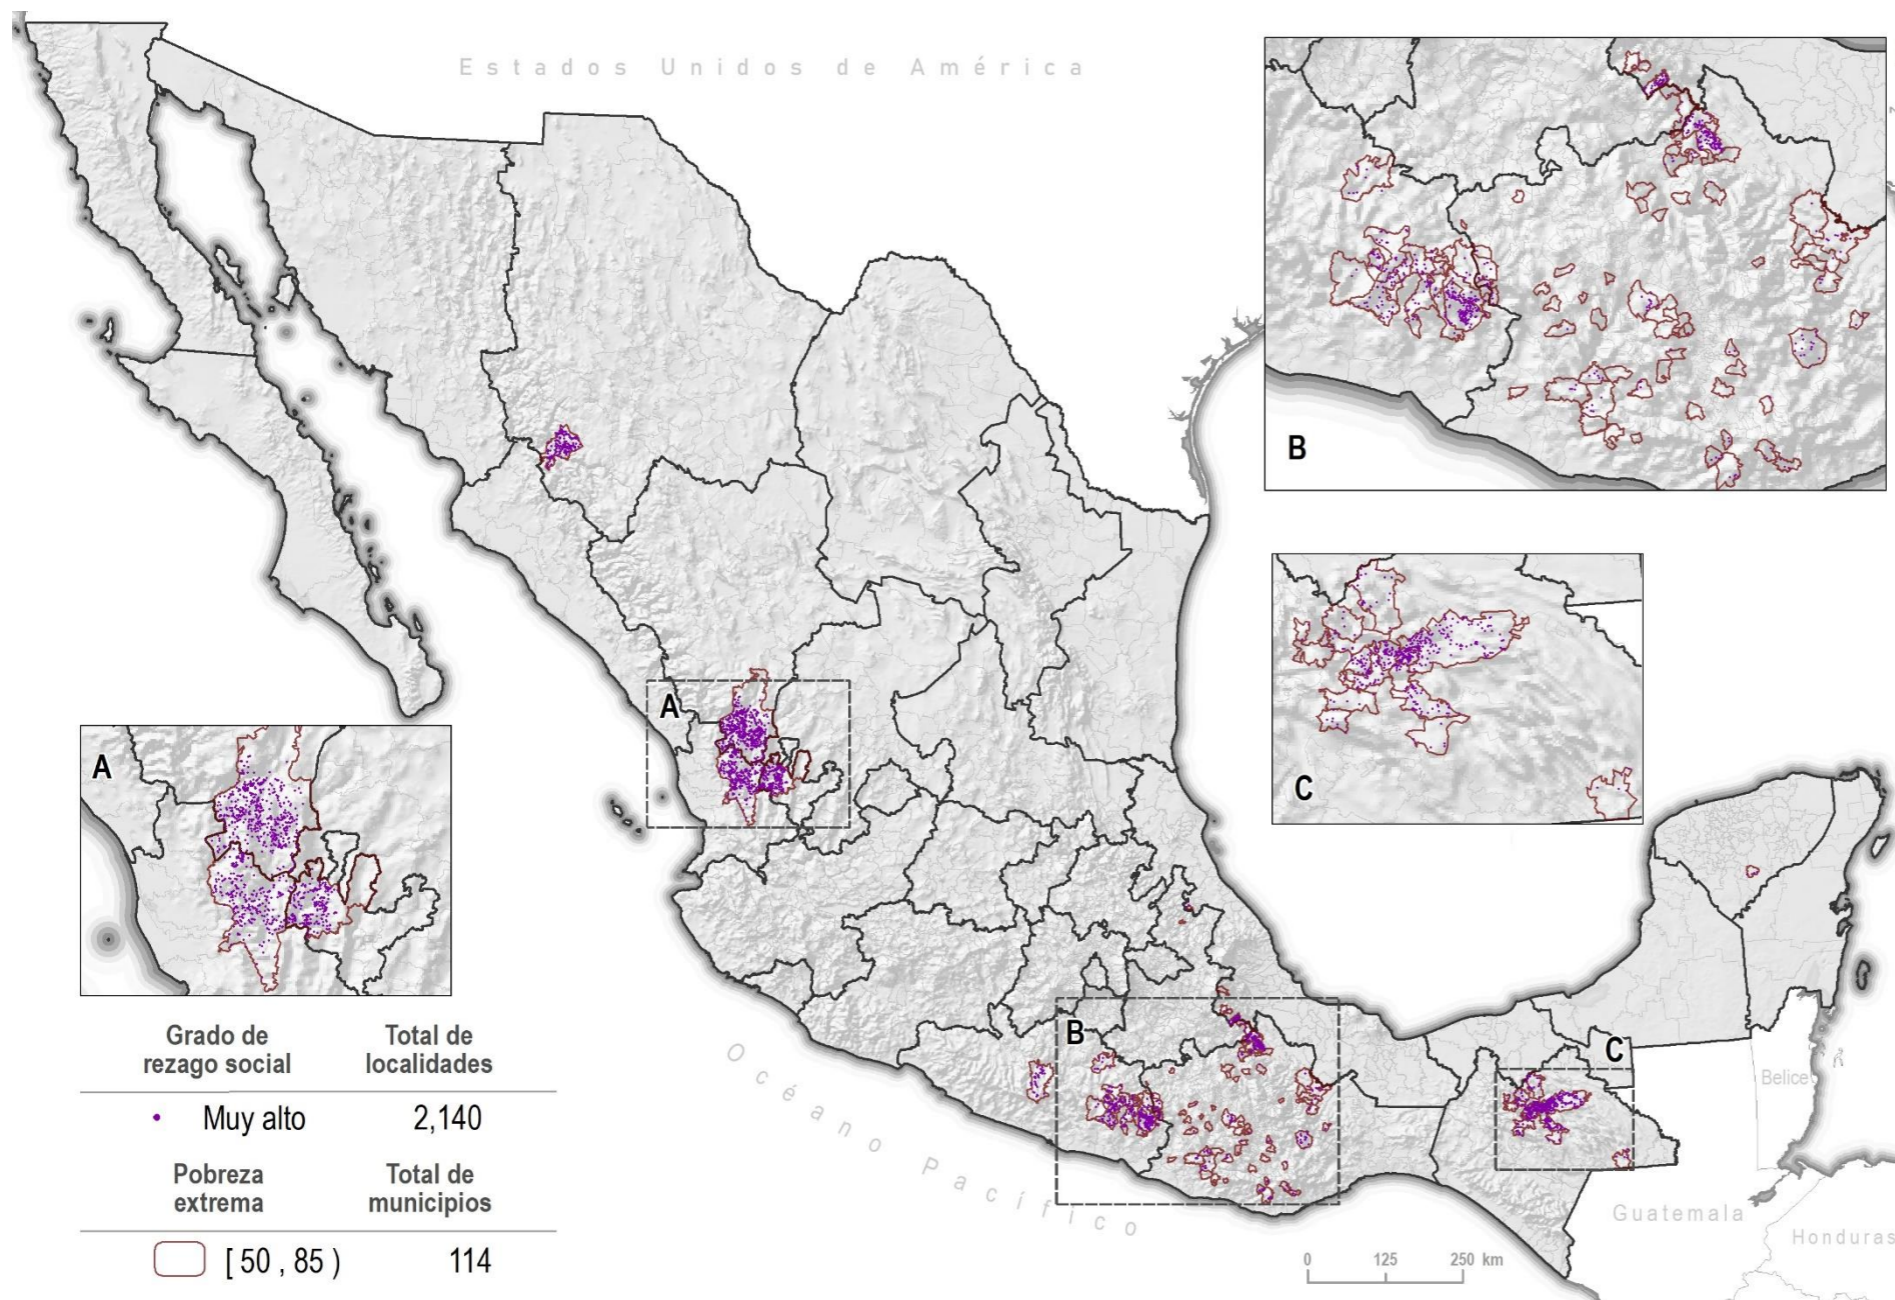 Estados Unidos de América
B
C
A
A
Grado de
rezago social
Total de
localidades
Muy alto
2,140
Pobreza
extrema
Total de
municipios
[ 50 , 85 )
114
B
C
Océano Pacífico
Belice
Guatemala
Honduras
0 125 250 km